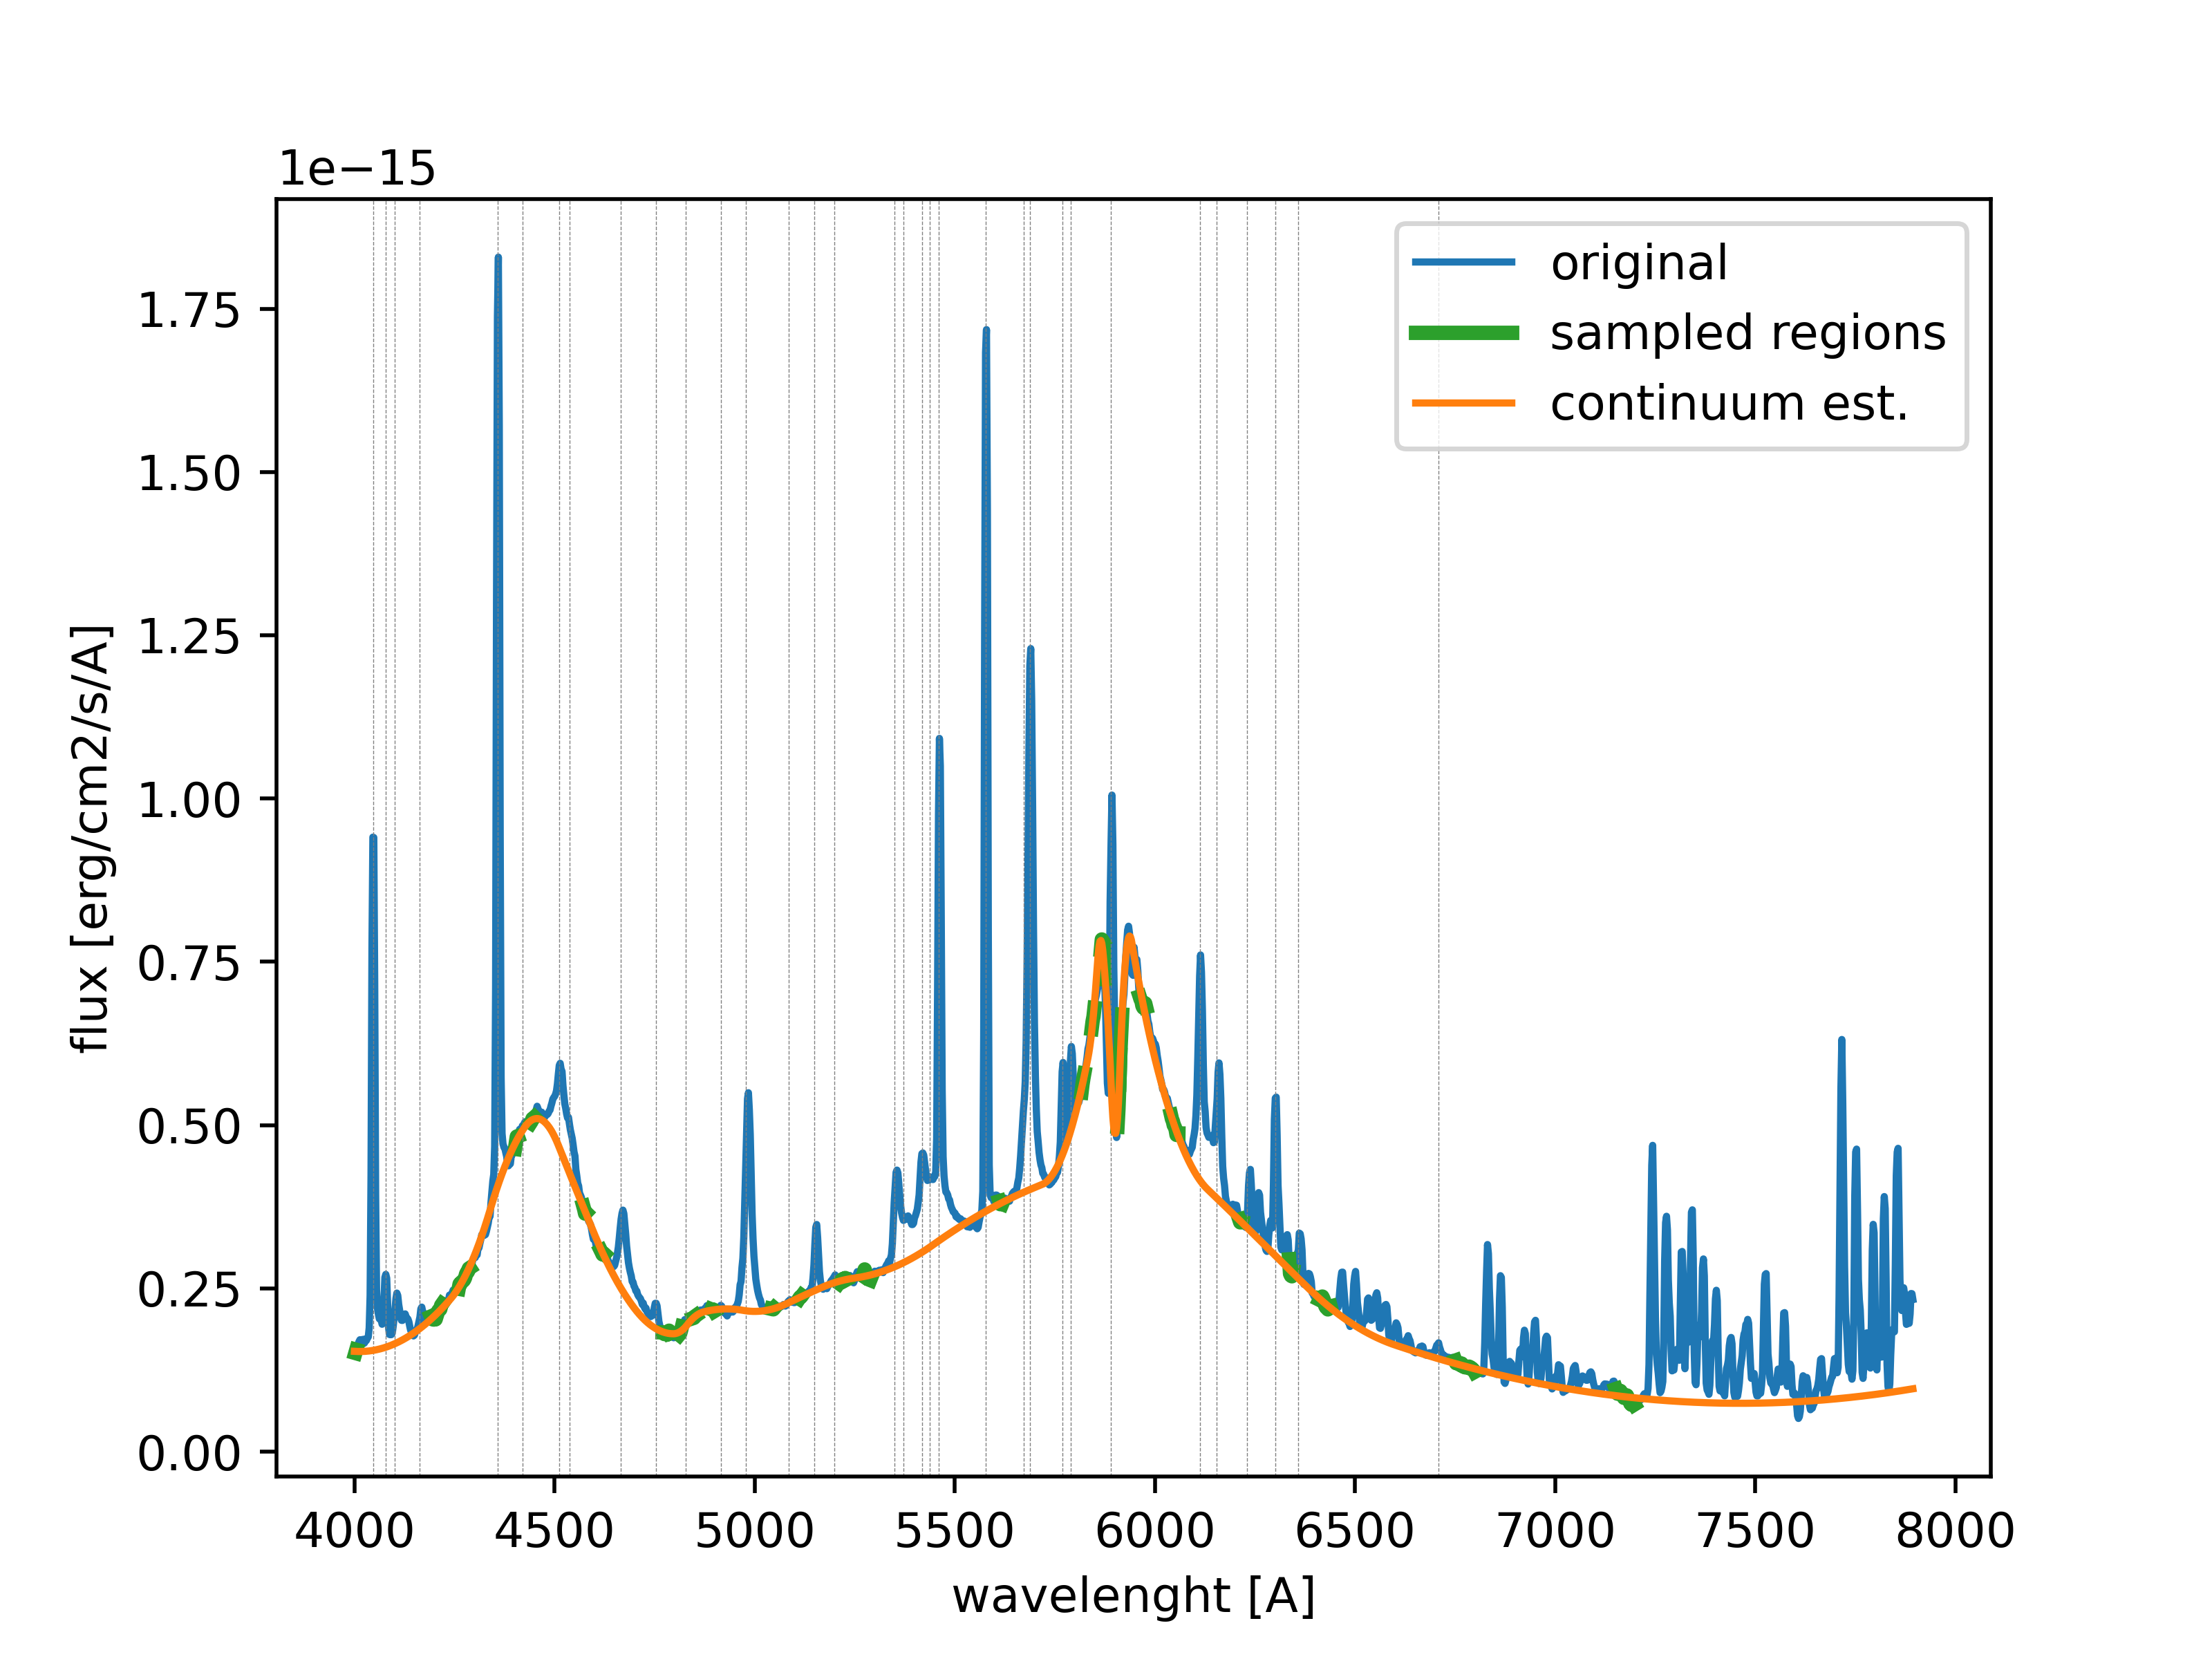 1e−15
1.75
1.50
1.25
1.00
0.75
0.50
0.25
0.00
flux [erg/cm2/s/A]
original
sampled regions
continuum est.
4000 4500 5000 5500 6000 6500 7000 7500 8000
wavelenght [A]